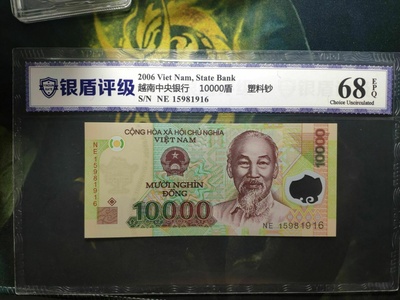 银盾评级
2006 Viet Nam, State Bank
越南中央银行 10000盾 塑料钞
S/N NE 15981916
68 EPQ
Choice Uncirculated
CỘNG HÒA XÃ HỘI CHỦ NGHĨA
VIỆT NAM
10000
NE 15981916
MƯỜI NGHÌN
ĐỒNG
10.000
NE 15981916